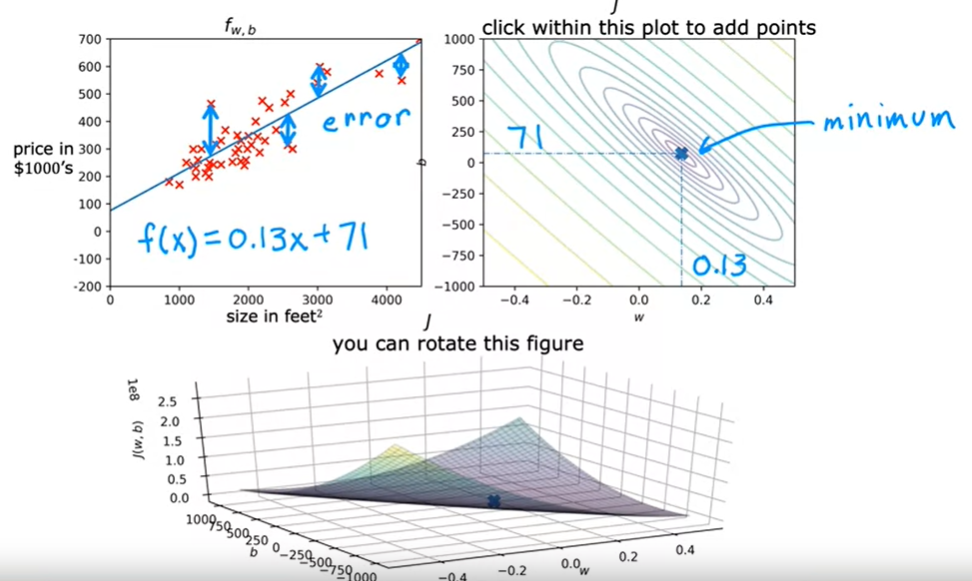 J
f_{w,b}
click within this plot to add points
700
600
500
400
300
200
100
0
-100
-200
price in
$1000's
0 1000 2000 3000 4000
size in feet²
error
f(x)=0.13x+71
1000
750
500
250
0
−250
−500
−750
−1000
b
71
minimum
0.13
−0.4 −0.2 0.0 0.2 0.4
w
J
you can rotate this figure
1e8
J(w,b)
2.5
2.0
1.5
1.0
0.5
0.0
1000
750
500
250
0
−250
−500
−750
−1000
b
−0.4 −0.2 0.0 0.2 0.4
w